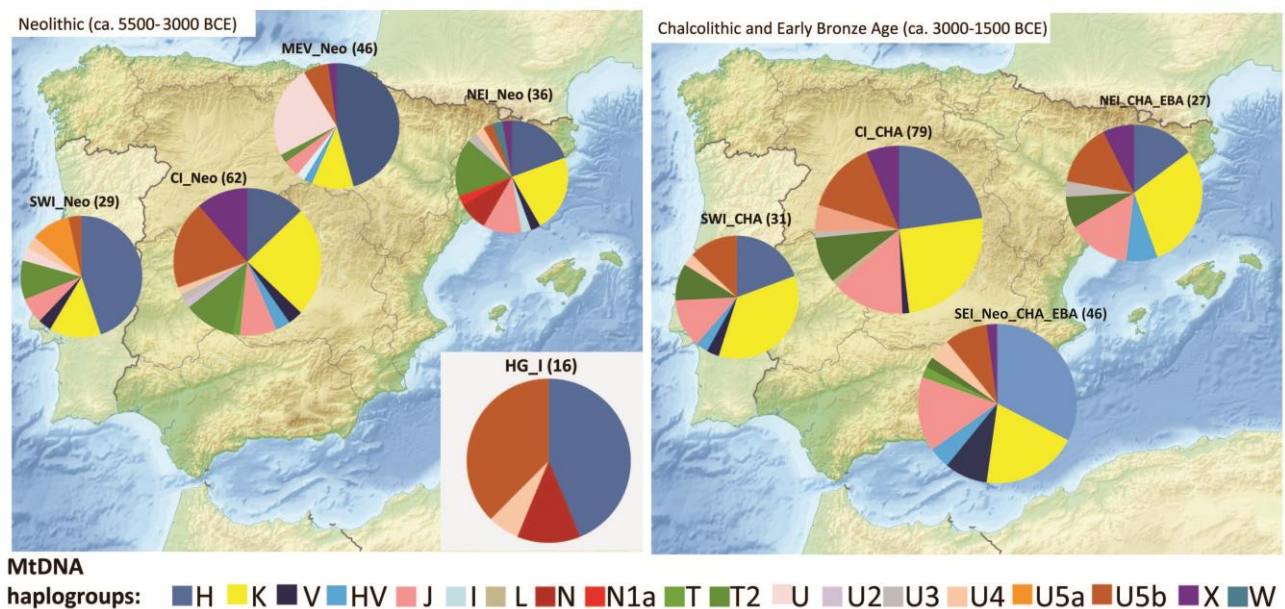 Neolithic (ca. 5500-3000 BCE)
MEV_Neo (46)
NEI_Neo (36)
CI_Neo (62)
SWI_Neo (29)
HG_I (16)
Chalcolithic and Early Bronze Age (ca. 3000-1500 BCE)
NEI_CHA_EBA (27)
CI_CHA (79)
SWI_CHA (31)
SEI_Neo_CHA_EBA (46)
MtDNA
haplogroups: H K V HV J I L N N1a T T2 U U2 U3 U4 U5a U5b X W